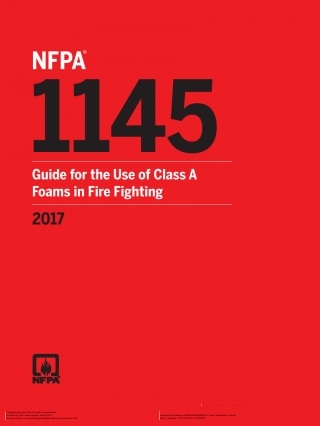 NFPA®
1145
Guide for the Use of Class A
Foams in Fire Fighting
2017
NFPA